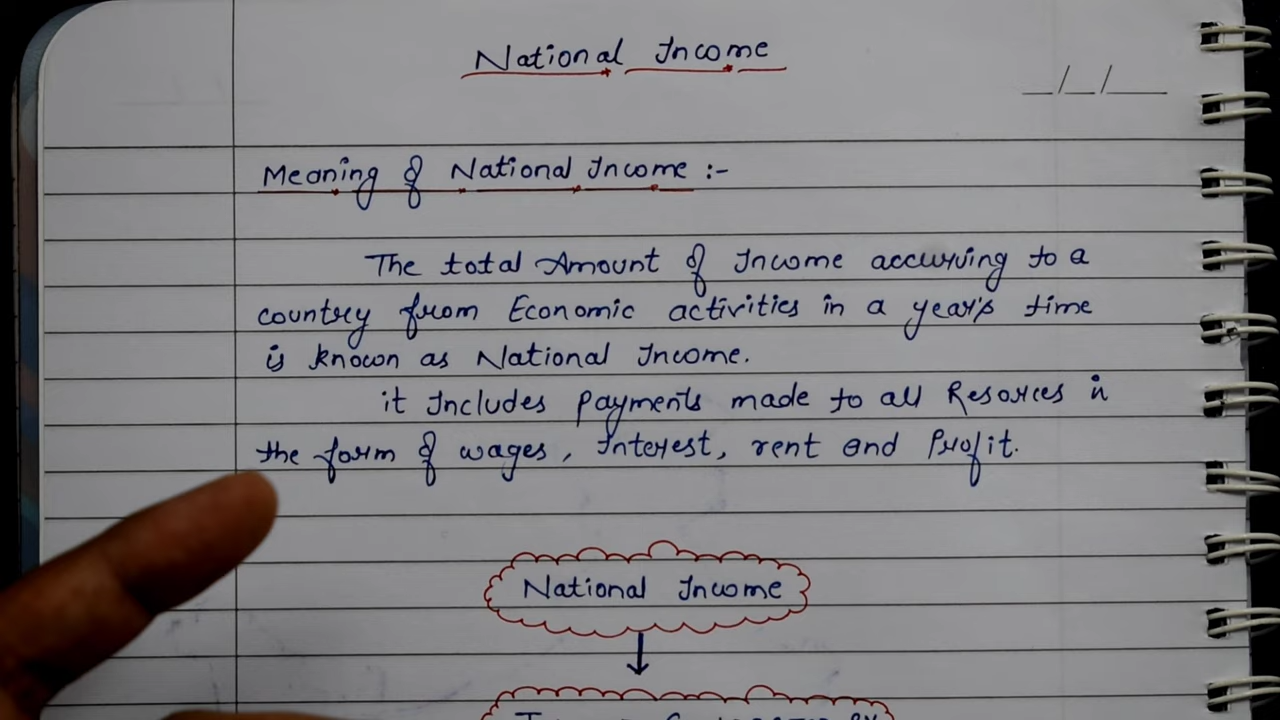 National Income
_/_/__
Meaning of National Income :-
The total Amount of Income accuring to a
country from Economic activities in a year's time
is known as National Income.
it Includes payments made to all Resorces in
the form of wages, Interest, rent and Profit.
National Income